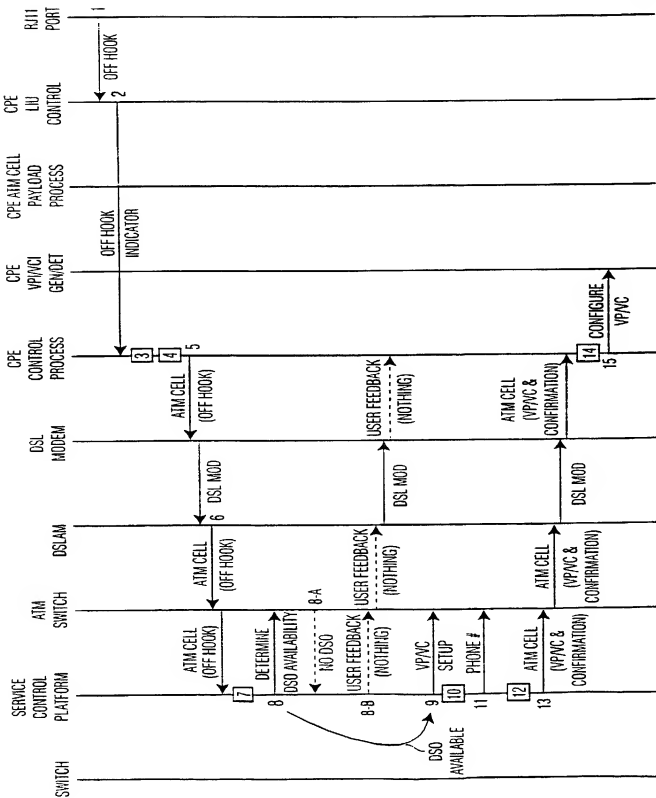 SWITCH
SERVICE
CONTROL
PLATFORM
ATM
SWITCH
DSLAM
DSL
MODEM
CPE
CONTROL
PROCESS
CPE
VPI/VCI
GEN/DET
CPE ATM CELL
PAYLOAD
PROCESS
CPE
LIU
CONTROL
RJ11
PORT
1
OFF HOOK
2
OFF HOOK
INDICATOR
3
4
5
ATM CELL
(OFF HOOK)
DSL MOD
6
ATM CELL
(OFF HOOK)
ATM CELL
(OFF HOOK)
7
8
DETERMINE
DSO AVAILABILITY
8-A
NO DSO
8-B
USER FEEDBACK
(NOTHING)
USER FEEDBACK
(NOTHING)
DSL MOD
USER FEEDBACK
(NOTHING)
DSO
AVAILABLE
9
VP/VC
SETUP
10
11
PHONE #
12
13
ATM CELL
(VP/VC &
CONFIRMATION)
ATM CELL
(VP/VC &
CONFIRMATION)
DSL MOD
ATM CELL
(VP/VC &
CONFIRMATION)
14
15
CONFIGURE
VP/VC